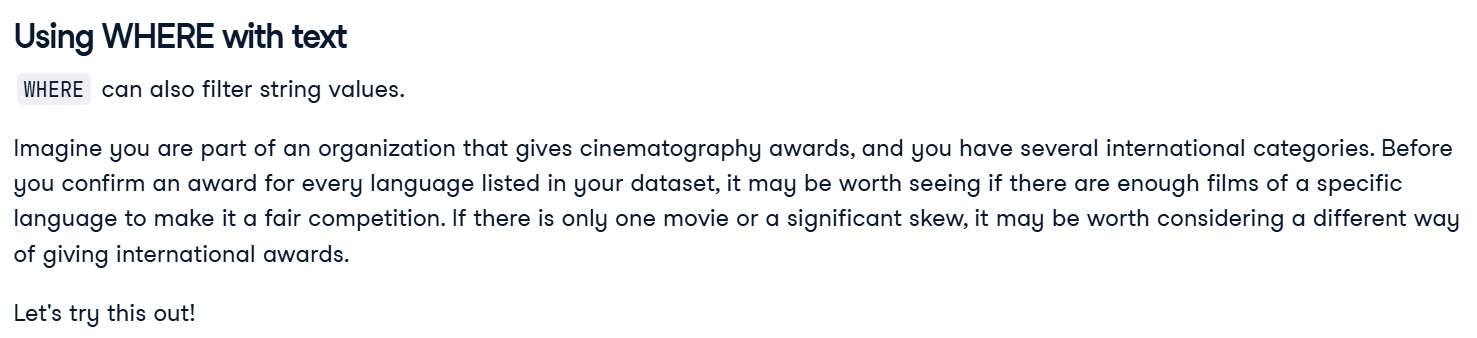 Using WHERE with text
WHERE can also filter string values.
Imagine you are part of an organization that gives cinematography awards, and you have several international categories. Before
you confirm an award for every language listed in your dataset, it may be worth seeing if there are enough films of a specific
language to make it a fair competition. If there is only one movie or a significant skew, it may be worth considering a different way
of giving international awards.
Let's try this out!